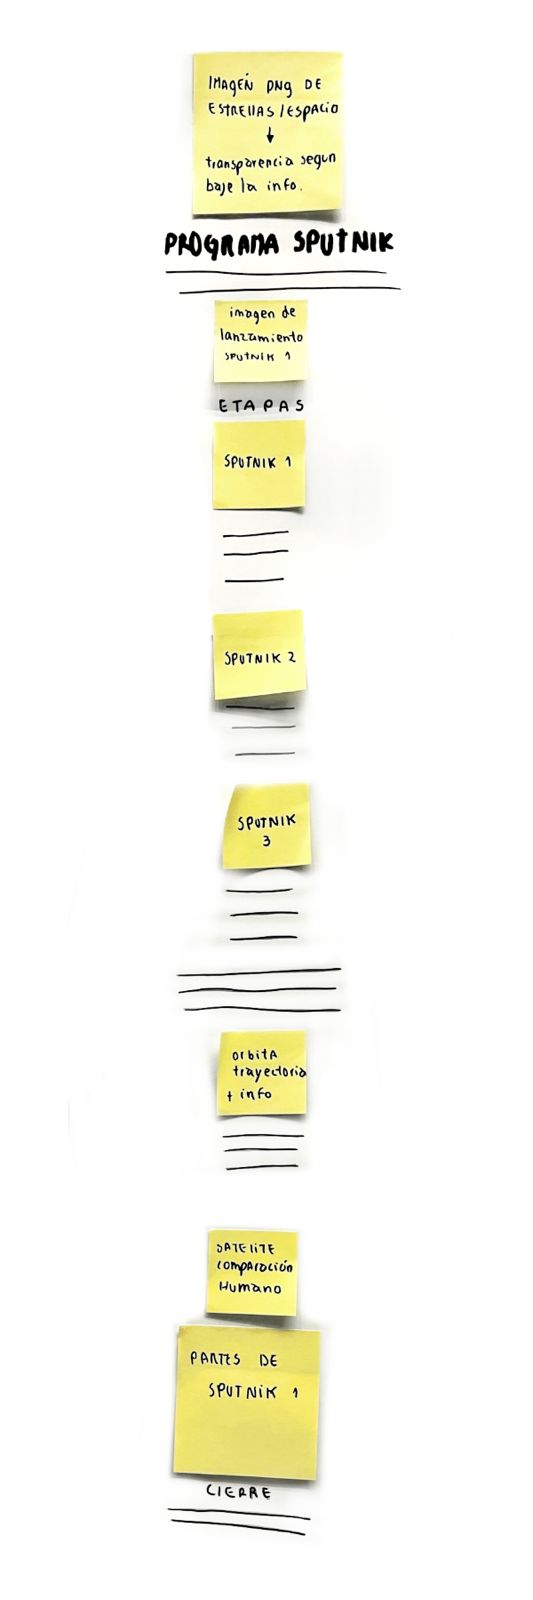 IMAGEN PNG DE
ESTRELLAS/ESPACIO
transparencia segun
baje la info.
PROGRAMA SPUTNIK
imagen de
lanzamiento
SPUTNIK 1
ETAPAS
SPUTNIK 1
SPUTNIK 2
SPUTNIK
3
orbitA
trayectoria
+ info
SATELITE
comparación
Humano
PARTES DE
SPUTNIK 1
CIERRE